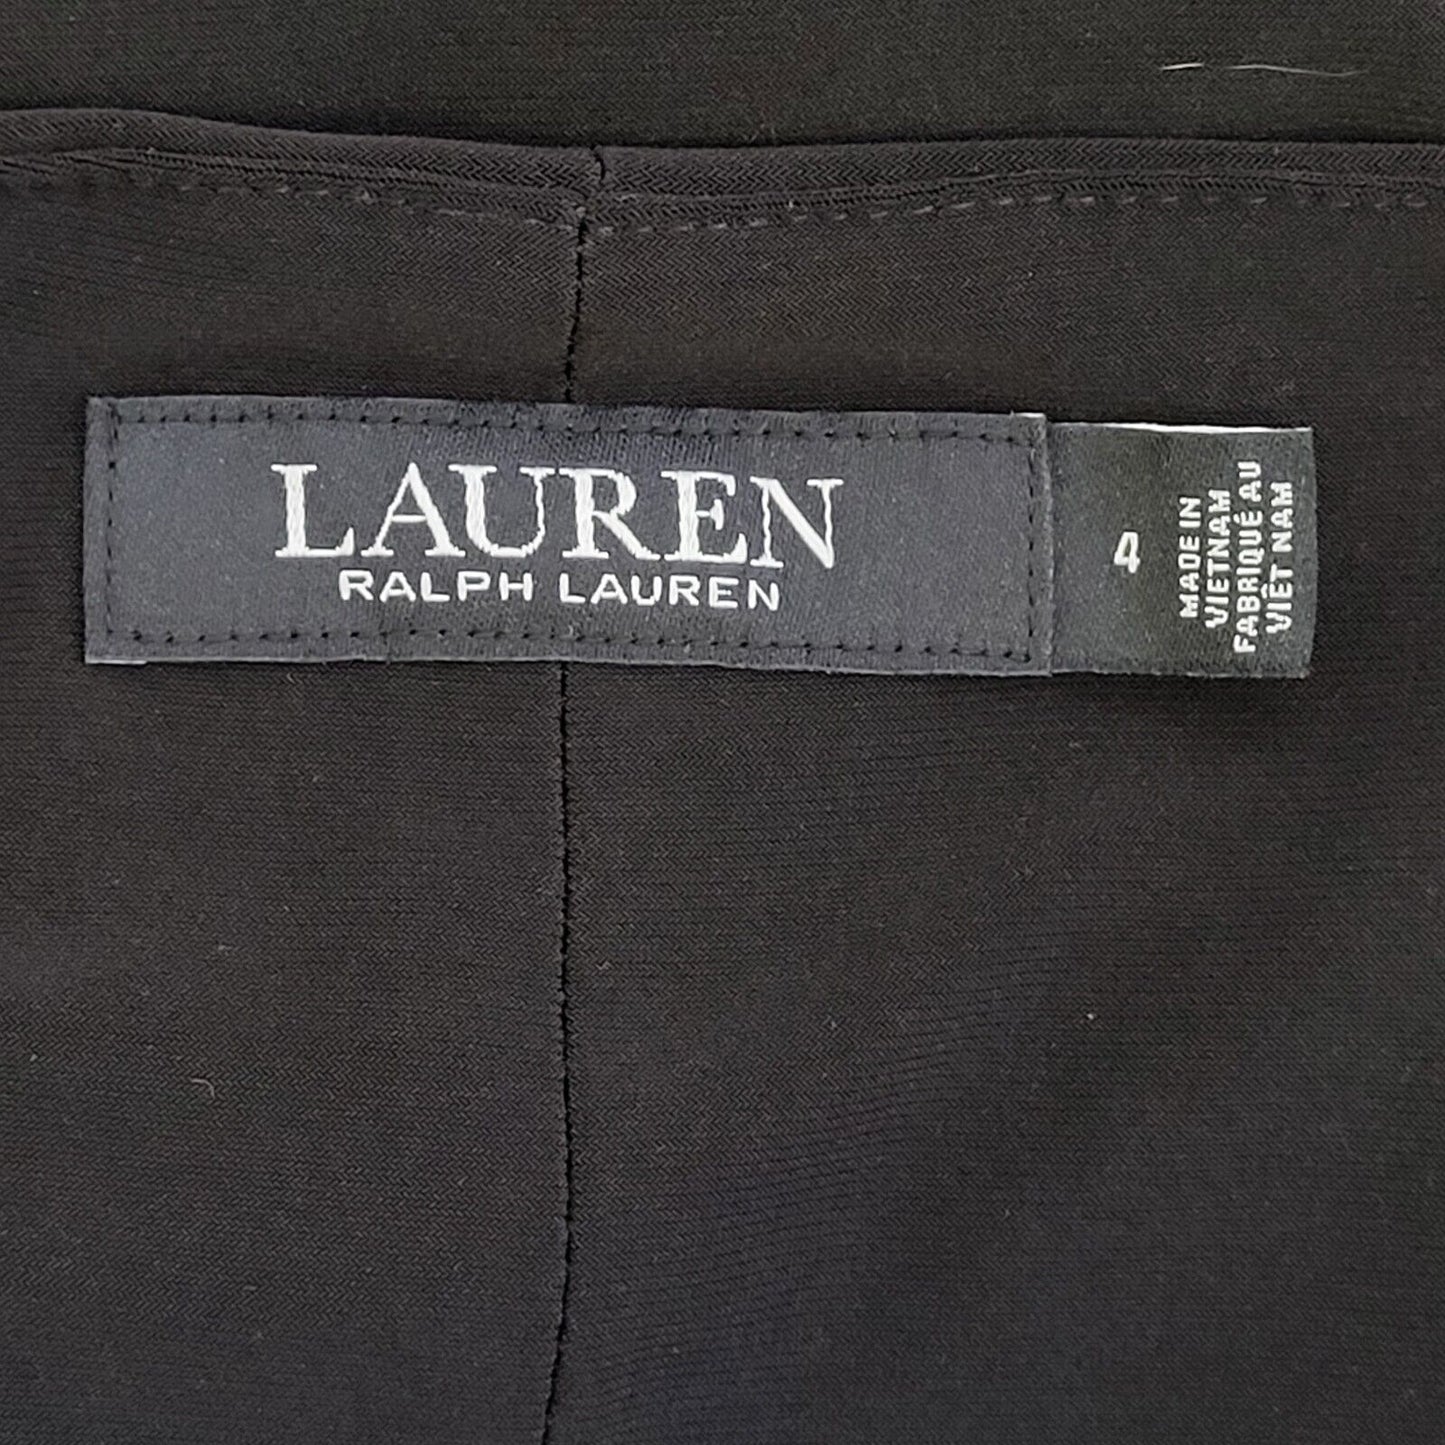 LAUREN
RALPH LAUREN
4
MADE IN
VIETNAM
FABRIQUÉ AU
VIÊT NAM